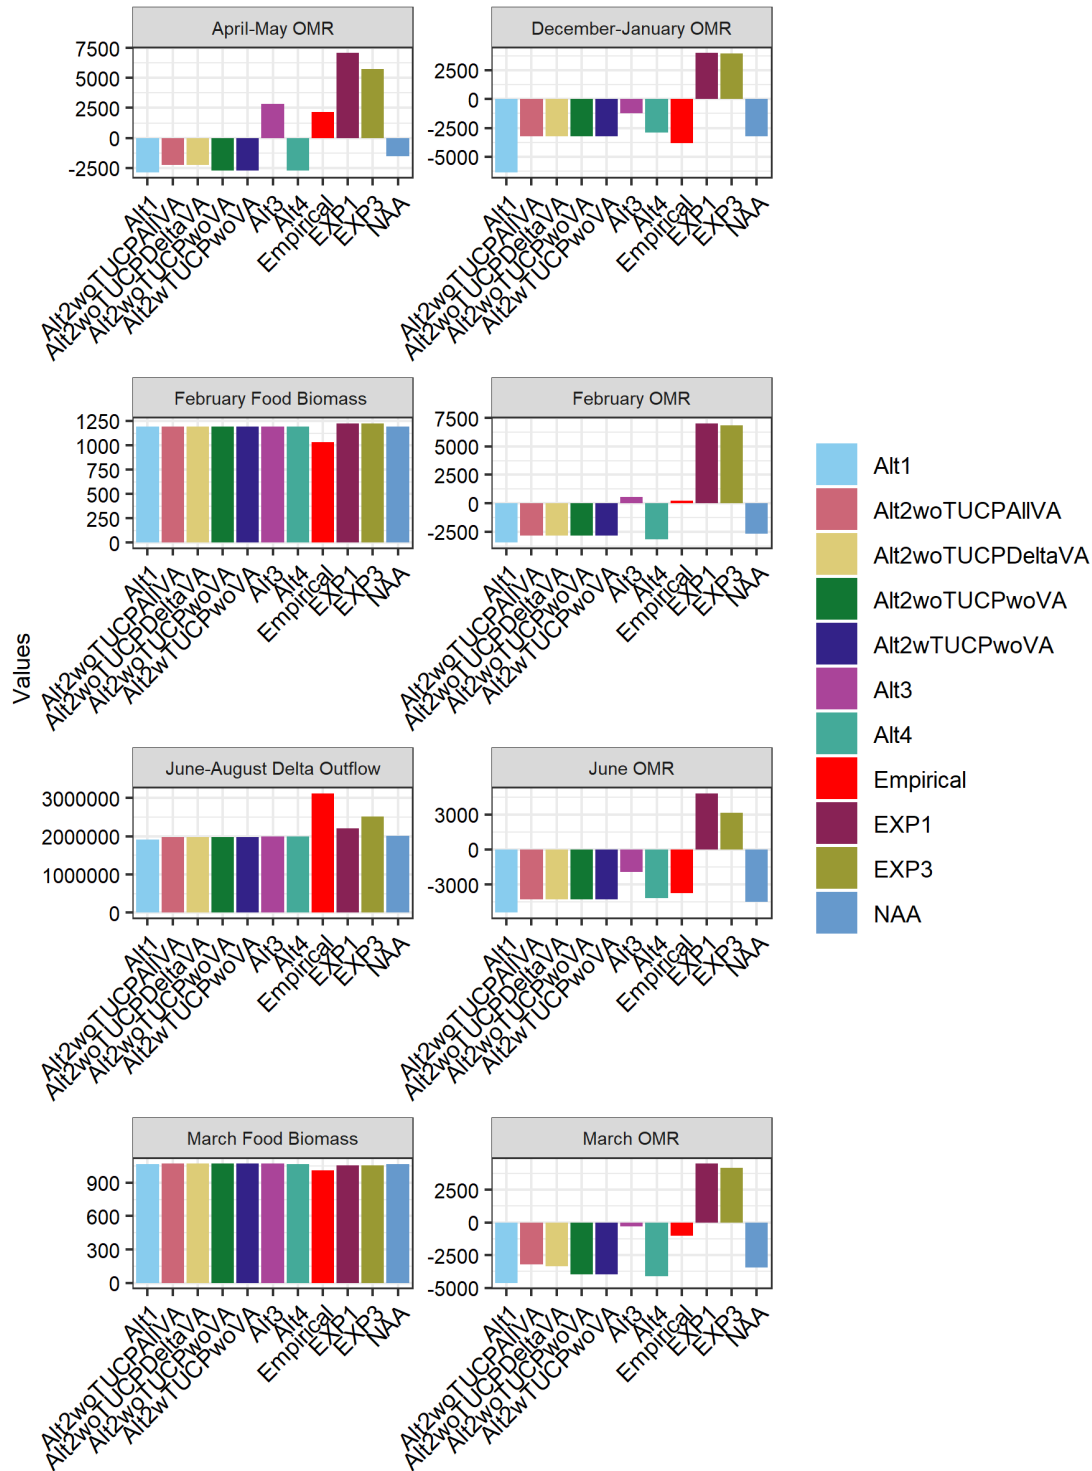 April-May OMR
7500
5000
2500
0
-2500
Alt1
Alt2woTUCPAllVA
Alt2woTUCPDeltaVA
Alt2woTUCPwoVA
Alt2wTUCPwoVA
Alt3
Alt4
Empirical
EXP1
EXP3
NAA
December-January OMR
2500
0
-2500
-5000
Alt1
Alt2woTUCPAllVA
Alt2woTUCPDeltaVA
Alt2woTUCPwoVA
Alt2wTUCPwoVA
Alt3
Alt4
Empirical
EXP1
EXP3
NAA
Values
February Food Biomass
1250
1000
750
500
250
0
Alt1
Alt2woTUCPAllVA
Alt2woTUCPDeltaVA
Alt2woTUCPwoVA
Alt2wTUCPwoVA
Alt3
Alt4
Empirical
EXP1
EXP3
NAA
February OMR
7500
5000
2500
0
-2500
Alt1
Alt2woTUCPAllVA
Alt2woTUCPDeltaVA
Alt2woTUCPwoVA
Alt2wTUCPwoVA
Alt3
Alt4
Empirical
EXP1
EXP3
NAA
June-August Delta Outflow
3000000
2000000
1000000
0
Alt1
Alt2woTUCPAllVA
Alt2woTUCPDeltaVA
Alt2woTUCPwoVA
Alt2wTUCPwoVA
Alt3
Alt4
Empirical
EXP1
EXP3
NAA
June OMR
3000
0
-3000
Alt1
Alt2woTUCPAllVA
Alt2woTUCPDeltaVA
Alt2woTUCPwoVA
Alt2wTUCPwoVA
Alt3
Alt4
Empirical
EXP1
EXP3
NAA
March Food Biomass
900
600
300
0
Alt1
Alt2woTUCPAllVA
Alt2woTUCPDeltaVA
Alt2woTUCPwoVA
Alt2wTUCPwoVA
Alt3
Alt4
Empirical
EXP1
EXP3
NAA
March OMR
2500
0
-2500
-5000
Alt1
Alt2woTUCPAllVA
Alt2woTUCPDeltaVA
Alt2woTUCPwoVA
Alt2wTUCPwoVA
Alt3
Alt4
Empirical
EXP1
EXP3
NAA
Alt1
Alt2woTUCPAllVA
Alt2woTUCPDeltaVA
Alt2woTUCPwoVA
Alt2wTUCPwoVA
Alt3
Alt4
Empirical
EXP1
EXP3
NAA